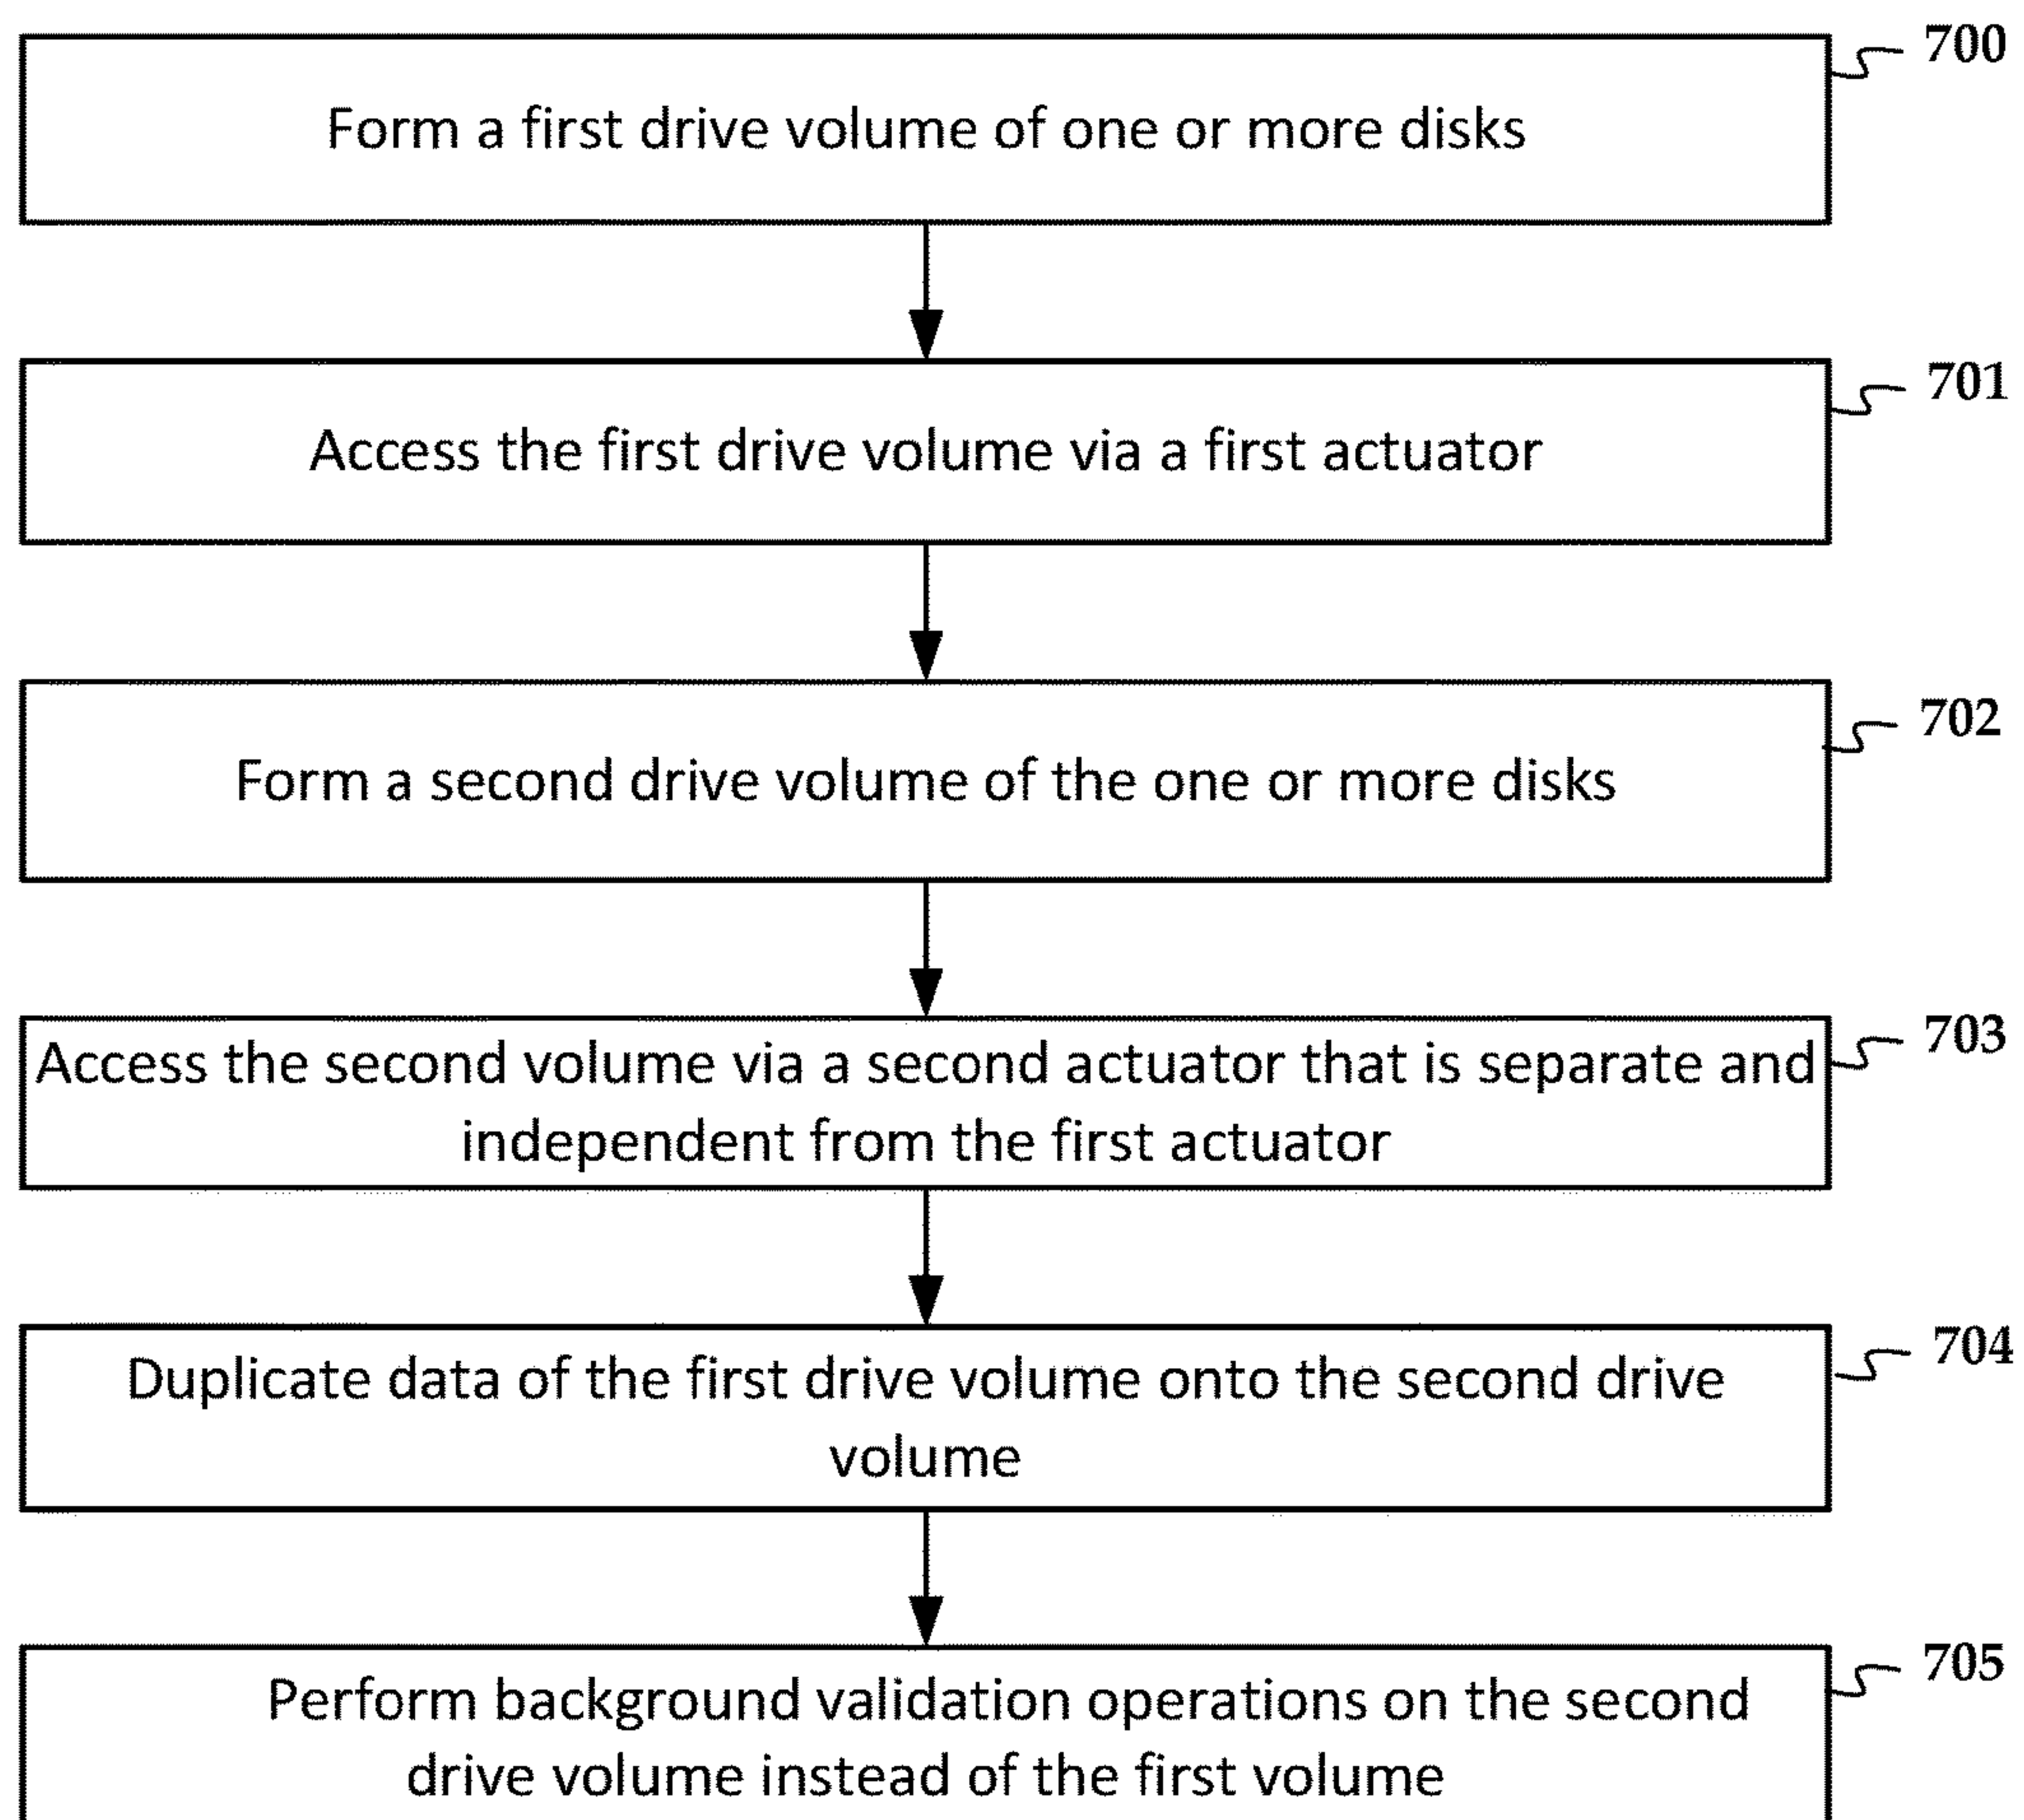 700
Form a first drive volume of one or more disks
701
Access the first drive volume via a first actuator
702
Form a second drive volume of the one or more disks
703
Access the second volume via a second actuator that is separate and
independent from the first actuator
704
Duplicate data of the first drive volume onto the second drive
volume
705
Perform background validation operations on the second
drive volume instead of the first volume